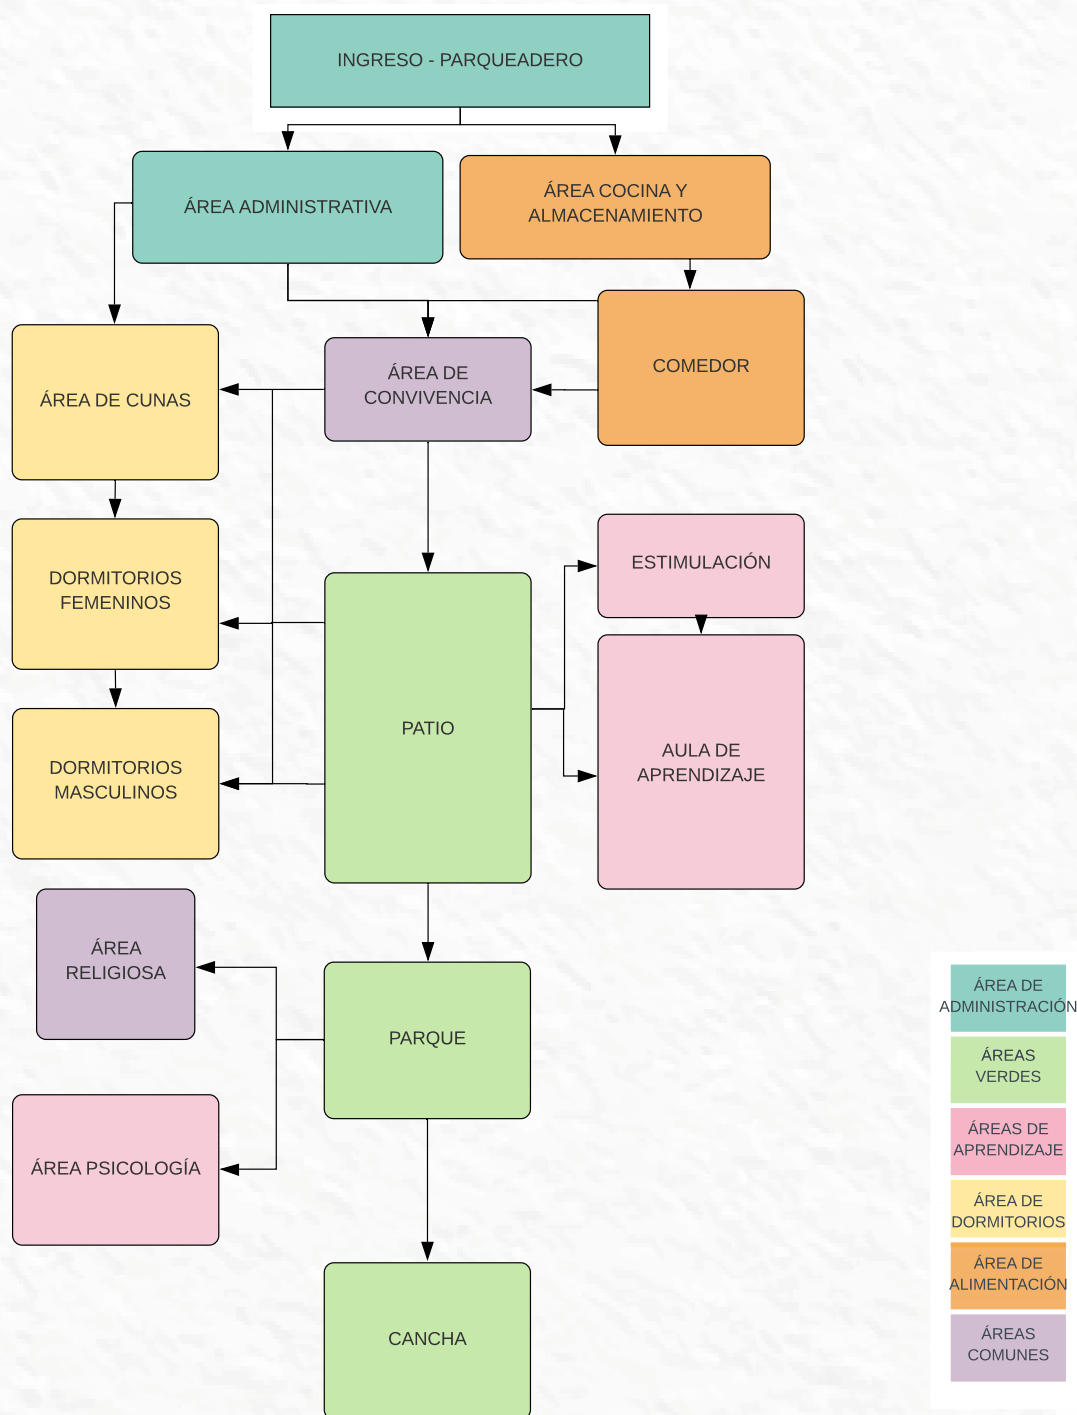 INGRESO - PARQUEADERO
ÁREA ADMINISTRATIVA
ÁREA COCINA Y
ALMACENAMIENTO
COMEDOR
ÁREA DE
CONVIVENCIA
ÁREA DE CUNAS
DORMITORIOS
FEMENINOS
ESTIMULACIÓN
PATIO
AULA DE
APRENDIZAJE
DORMITORIOS
MASCULINOS
ÁREA
RELIGIOSA
PARQUE
ÁREA PSICOLOGÍA
CANCHA
ÁREA DE
ADMINISTRACIÓN
ÁREAS
VERDES
ÁREAS DE
APRENDIZAJE
ÁREA DE
DORMITORIOS
ÁREA DE
ALIMENTACIÓN
ÁREAS
COMUNES